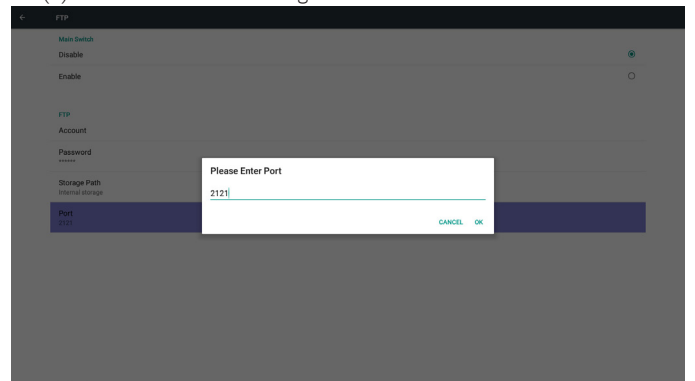 FTP
Main Switch
Disable
Enable
FTP
Account
Password
******
Storage Path
Internal storage
Port
2121
Please Enter Port
2121
CANCEL OK